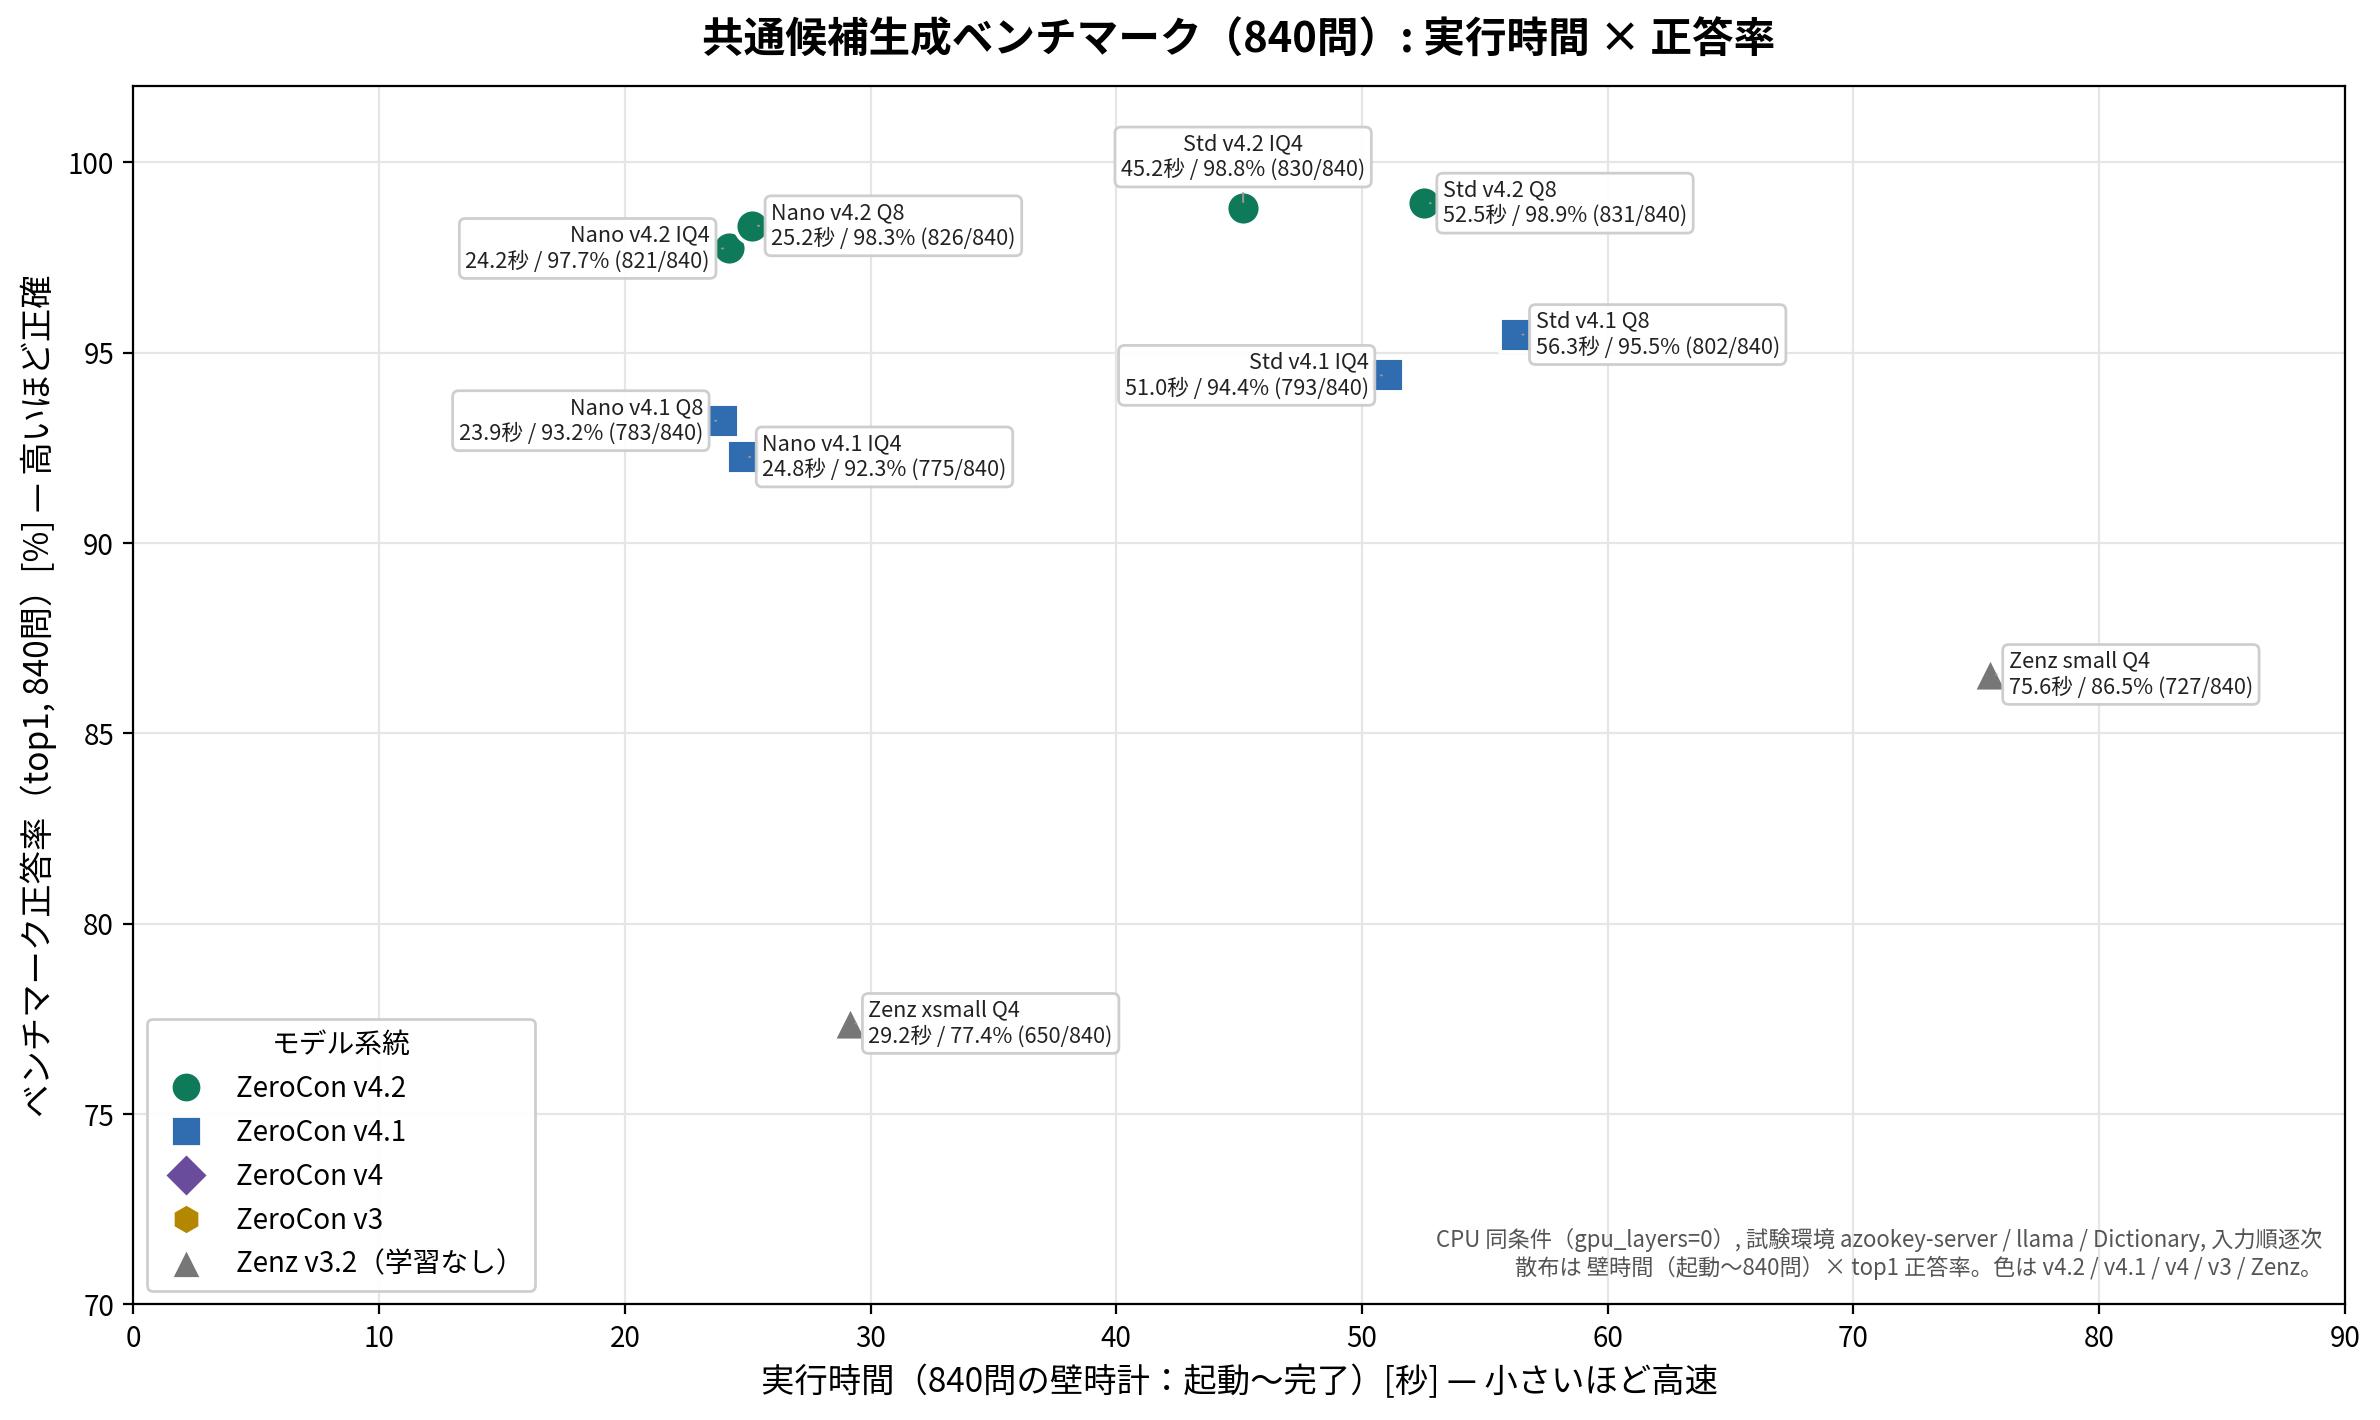 共通候補生成ベンチマーク（840問）: 実行時間 × 正答率
ベンチマーク正答率（top1, 840問）[%] — 高いほど正確
100
95
90
85
80
75
70
Std v4.2 IQ4
45.2秒 / 98.8% (830/840)
Std v4.2 Q8
52.5秒 / 98.9% (831/840)
Nano v4.2 Q8
25.2秒 / 98.3% (826/840)
Nano v4.2 IQ4
24.2秒 / 97.7% (821/840)
Std v4.1 Q8
56.3秒 / 95.5% (802/840)
Std v4.1 IQ4
51.0秒 / 94.4% (793/840)
Nano v4.1 Q8
23.9秒 / 93.2% (783/840)
Nano v4.1 IQ4
24.8秒 / 92.3% (775/840)
Zenz small Q4
75.6秒 / 86.5% (727/840)
Zenz xsmall Q4
29.2秒 / 77.4% (650/840)
モデル系統
ZeroCon v4.2
ZeroCon v4.1
ZeroCon v4
ZeroCon v3
Zenz v3.2（学習なし）
CPU 同条件（gpu_layers=0）, 試験環境 azookey-server / llama / Dictionary, 入力順逐次
散布は 壁時間（起動〜840問）× top1 正答率。色は v4.2 / v4.1 / v4 / v3 / Zenz。
0
10
20
30
40
50
60
70
80
90
実行時間（840問の壁時計：起動〜完了）[秒] — 小さいほど高速